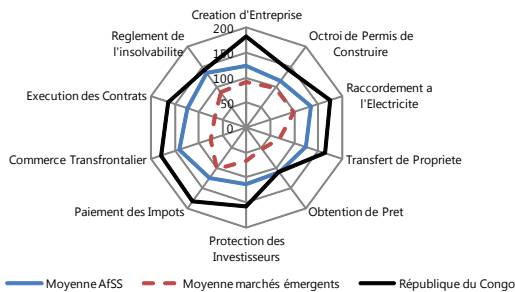 Creation d'Entreprise
200
Reglement de
l'insolvabilite
Octroi de Permis de
Construire
150
100
Raccordement a
l'Electricite
Execution des Contrats
50
0
Commerce Transfrontalier
Transfert de Propriete
Paiement des Impots
Obtention de Pret
Protection des
Investisseurs
Moyenne AfSS
Moyenne marchés émergents
République du Congo